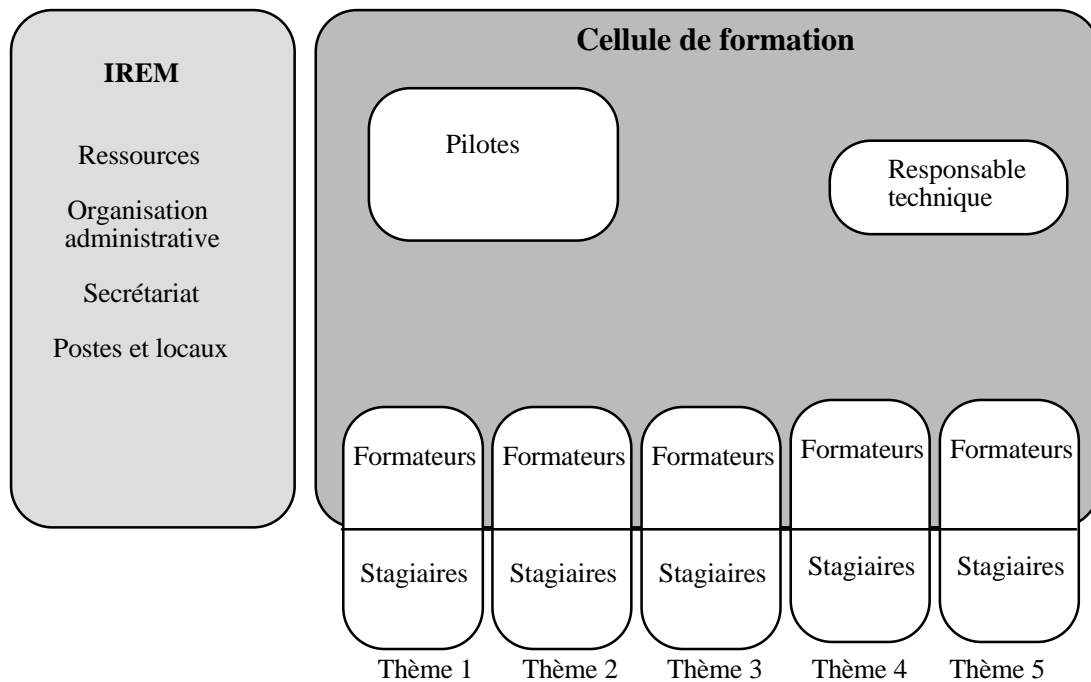 IREM
Ressources
Organisation
administrative
Secrétariat
Postes et locaux
Cellule de formation
Pilotes
Responsable
technique
Formateurs
Formateurs
Formateurs
Formateurs
Formateurs
Stagiaires
Stagiaires
Stagiaires
Stagiaires
Stagiaires
Thème 1
Thème 2
Thème 3
Thème 4
Thème 5